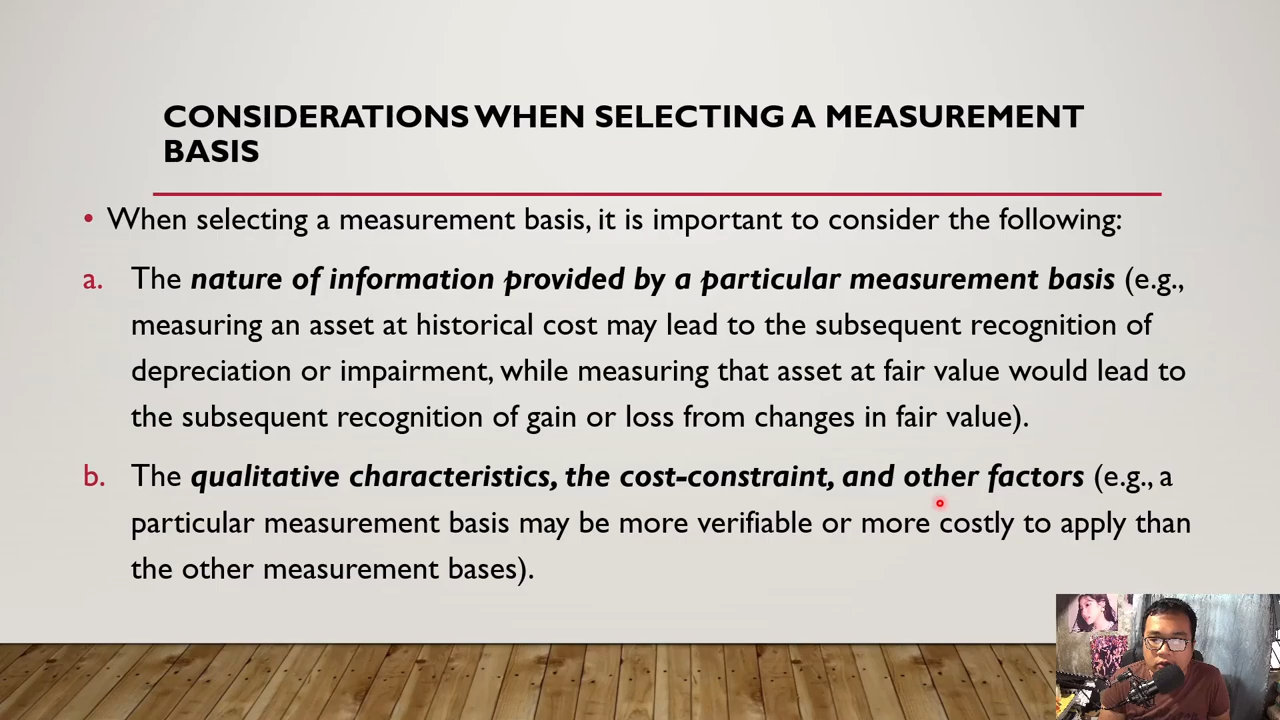 CONSIDERATIONS WHEN SELECTING A MEASUREMENT
BASIS
• When selecting a measurement basis, it is important to consider the following:
a. The nature of information provided by a particular measurement basis (e.g.,
measuring an asset at historical cost may lead to the subsequent recognition of
depreciation or impairment, while measuring that asset at fair value would lead to
the subsequent recognition of gain or loss from changes in fair value).
b. The qualitative characteristics, the cost-constraint, and other factors (e.g., a
particular measurement basis may be more verifiable or more costly to apply than
the other measurement bases).